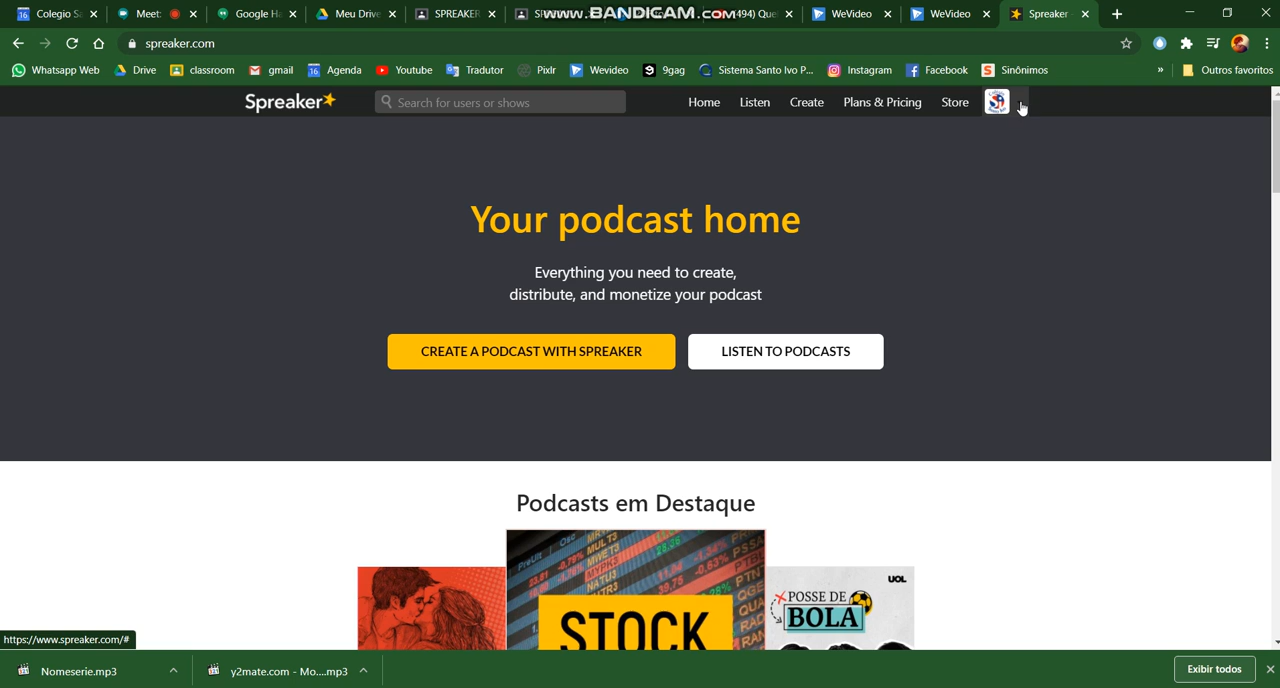 Colegio Sa
Meet:
Google Ha
Meu Drive
SPREAKER
www.BANDICAM.com
(494) Que
WeVideo
WeVideo
Spreaker
spreaker.com
Whatsapp Web
Drive
classroom
gmail
Agenda
Youtube
Tradutor
Pixlr
Wevideo
9gag
Sistema Santo Ivo P...
Instagram
Facebook
Sinônimos
»
Outros favoritos
Spreaker
Search for users or shows
Home
Listen
Create
Plans & Pricing
Store
Your podcast home
Everything you need to create,
distribute, and monetize your podcast
CREATE A PODCAST WITH SPREAKER
LISTEN TO PODCASTS
Podcasts em Destaque
STOCK
UOL
POSSE DE
BOLA
https://www.spreaker.com/#
Nomeserie.mp3
y2mate.com - Mo....mp3
Exibir todos